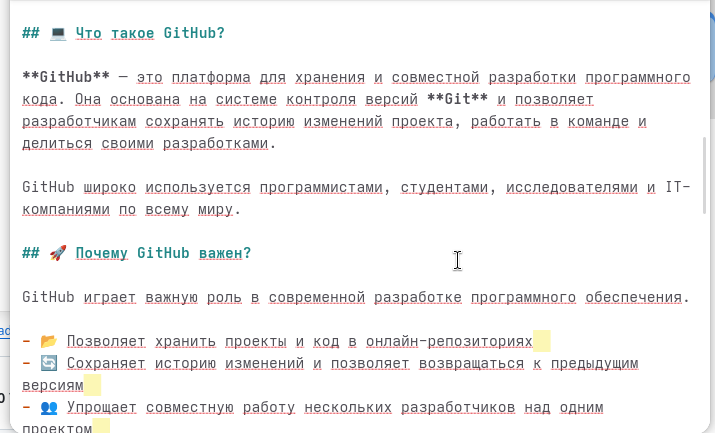 ## 💻 Что такое GitHub?
**GitHub** — это платформа для хранения и совместной разработки программного
кода. Она основана на системе контроля версий **Git** и позволяет
разработчикам сохранять историю изменений проекта, работать в команде и
делиться своими разработками.
GitHub широко используется программистами, студентами, исследователями и IT-
компаниями по всему миру.
## 🚀 Почему GitHub важен?
GitHub играет важную роль в современной разработке программного обеспечения.
- 📂 Позволяет хранить проекты и код в онлайн-репозиториях
- 🔄 Сохраняет историю изменений и позволяет возвращаться к предыдущим
версиям
- 👥 Упрощает совместную работу нескольких разработчиков над одним
проектом